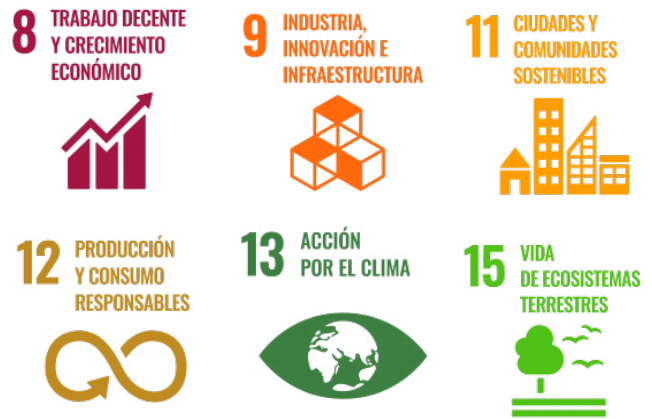 8 TRABAJO DECENTE
Y CRECIMIENTO
ECONÓMICO
9 INDUSTRIA,
INNOVACIÓN E
INFRAESTRUCTURA
11 CIUDADES Y
COMUNIDADES
SOSTENIBLES
12 PRODUCCIÓN
Y CONSUMO
RESPONSABLES
13 ACCIÓN
POR EL CLIMA
15 VIDA
DE ECOSISTEMAS
TERRESTRES